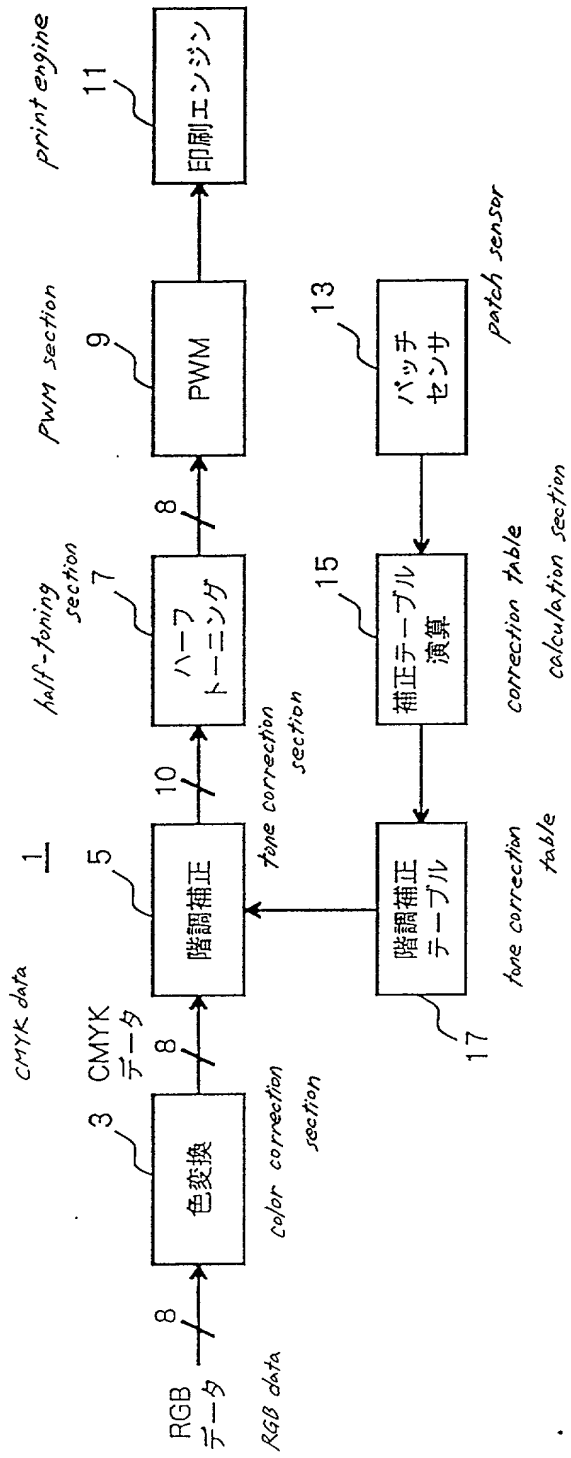 1
RGB
データ
RGB data
8
3
色変換
color correction
section
CMYK data
CMYK
データ
8
5
階調補正
tone correction
section
10
half-toning
section
7
ハーフ
トーニング
8
PWM section
9
PWM
print engine
11
印刷エンジン
17
階調補正
テーブル
tone correction
table
15
補正テーブル
演算
correction table
calculation section
13
パッチ
センサ
patch sensor